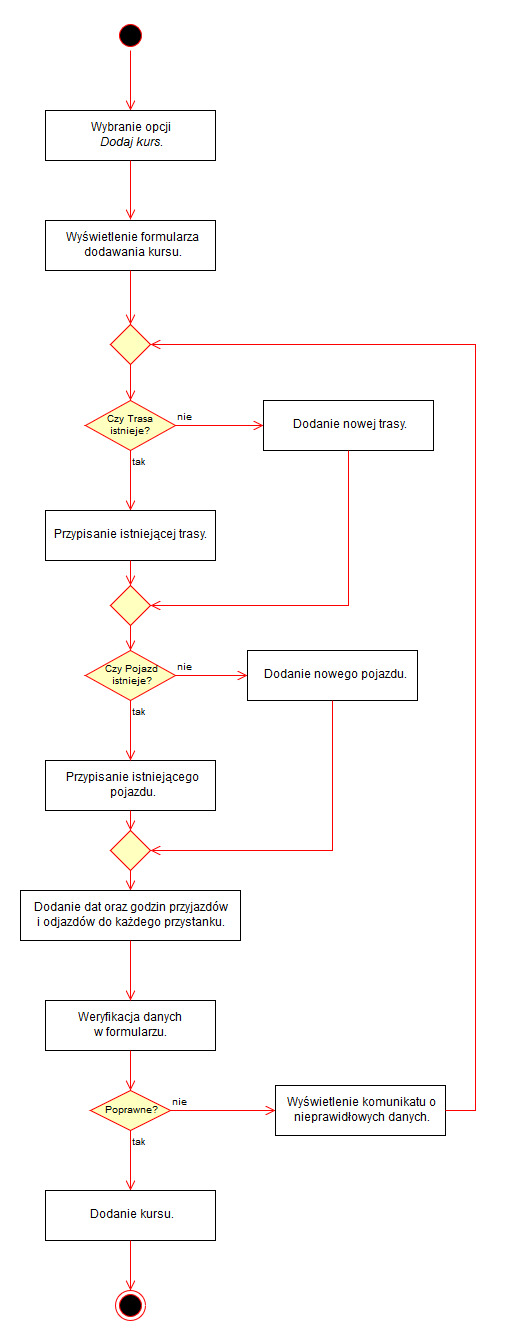 Wybranie opcji
Dodaj kurs.
Wyświetlenie formularza
dodawania kursu.
Czy Trasa
istnieje?
nie
Dodanie nowej trasy.
tak
Przypisanie istniejącej trasy.
Czy Pojazd
istnieje?
nie
Dodanie nowego pojazdu.
tak
Przypisanie istniejącego
pojazdu.
Dodanie dat oraz godzin przyjazdów
i odjazdów do każdego przystanku.
Weryfikacja danych
w formularzu.
Poprawne?
nie
Wyświetlenie komunikatu o
nieprawidłowych danych.
tak
Dodanie kursu.